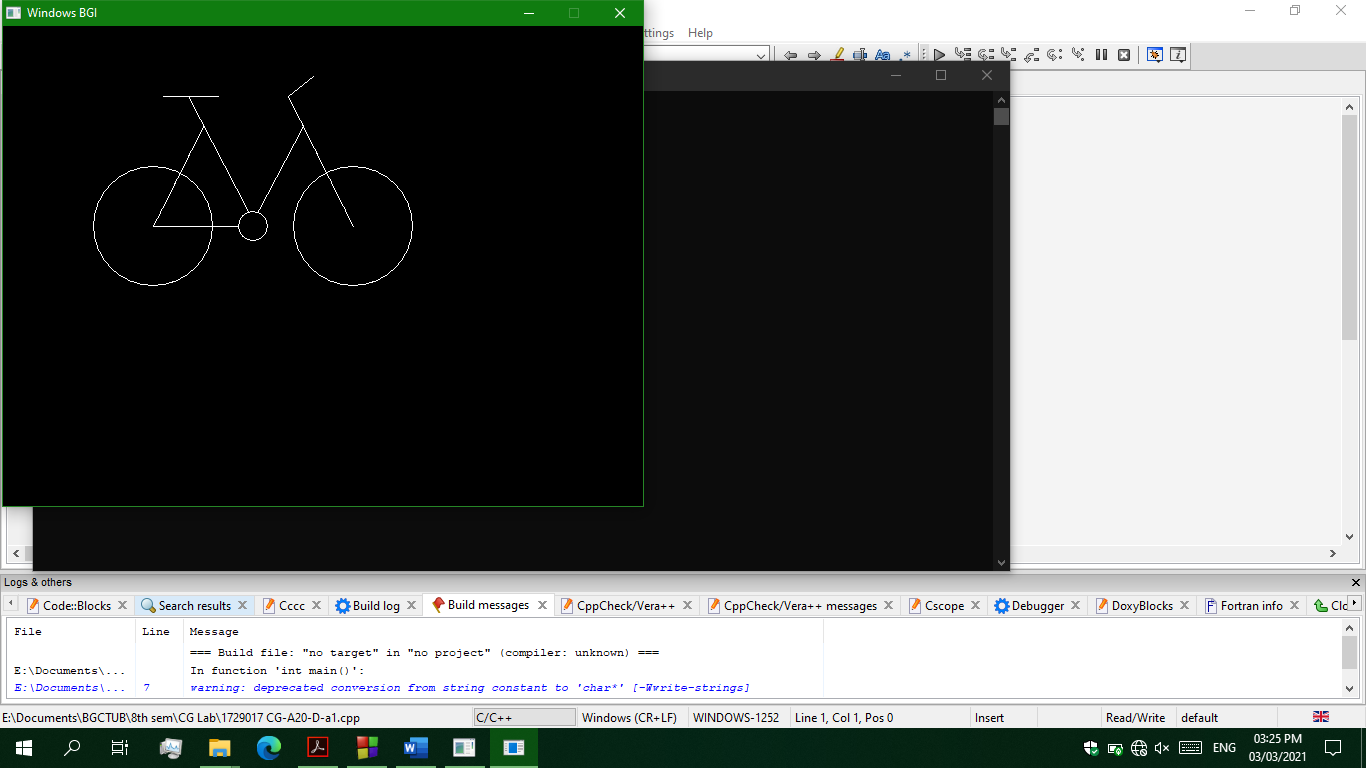 Windows BGI
ttings Help
Logs & others
Code::Blocks Search results Cccc Build log Build messages CppCheck/Vera++ CppCheck/Vera++ messages Cscope Debugger DoxyBlocks Fortran info Clo
File Line Message
=== Build file: "no target" in "no project" (compiler: unknown) ===
E:\Documents\... In function 'int main()':
E:\Documents\... 7 warning: deprecated conversion from string constant to 'char*' [-Wwrite-strings]
E:\Documents\BGCTUB\8th sem\CG Lab\1729017 CG-A20-D-a1.cpp C/C++ Windows (CR+LF) WINDOWS-1252 Line 1, Col 1, Pos 0 Insert Read/Write default
ENG 03:25 PM
03/03/2021